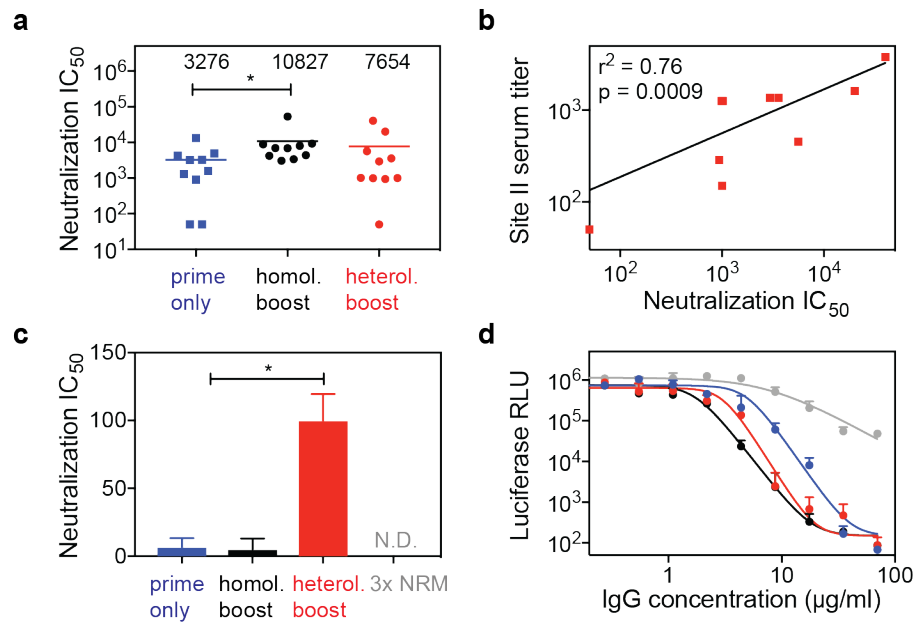 a
Neutralization IC50
10^6
10^5
10^4
10^3
10^2
10^1
3276 10827 7654
*
prime only
homol. boost
heterol. boost
b
Site II serum titer
10^3
10^2
r^2 = 0.76
p = 0.0009
10^2 10^3 10^4
Neutralization IC50
c
Neutralization IC50
150
100
50
0
*
N.D.
prime only
homol. boost
heterol. boost
3x NRM
d
Luciferase RLU
10^6
10^5
10^4
10^3
10^2
1 10 100
IgG concentration (µg/ml)